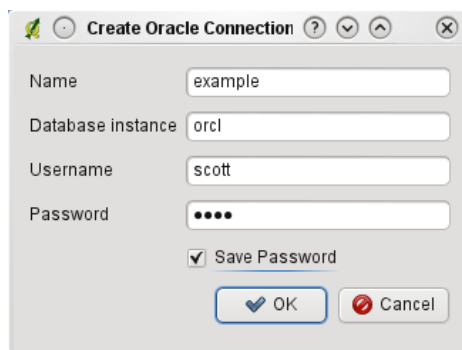 Create Oracle Connection
Name example
Database instance orcl
Username scott
Password ●●●●
Save Password
OK Cancel